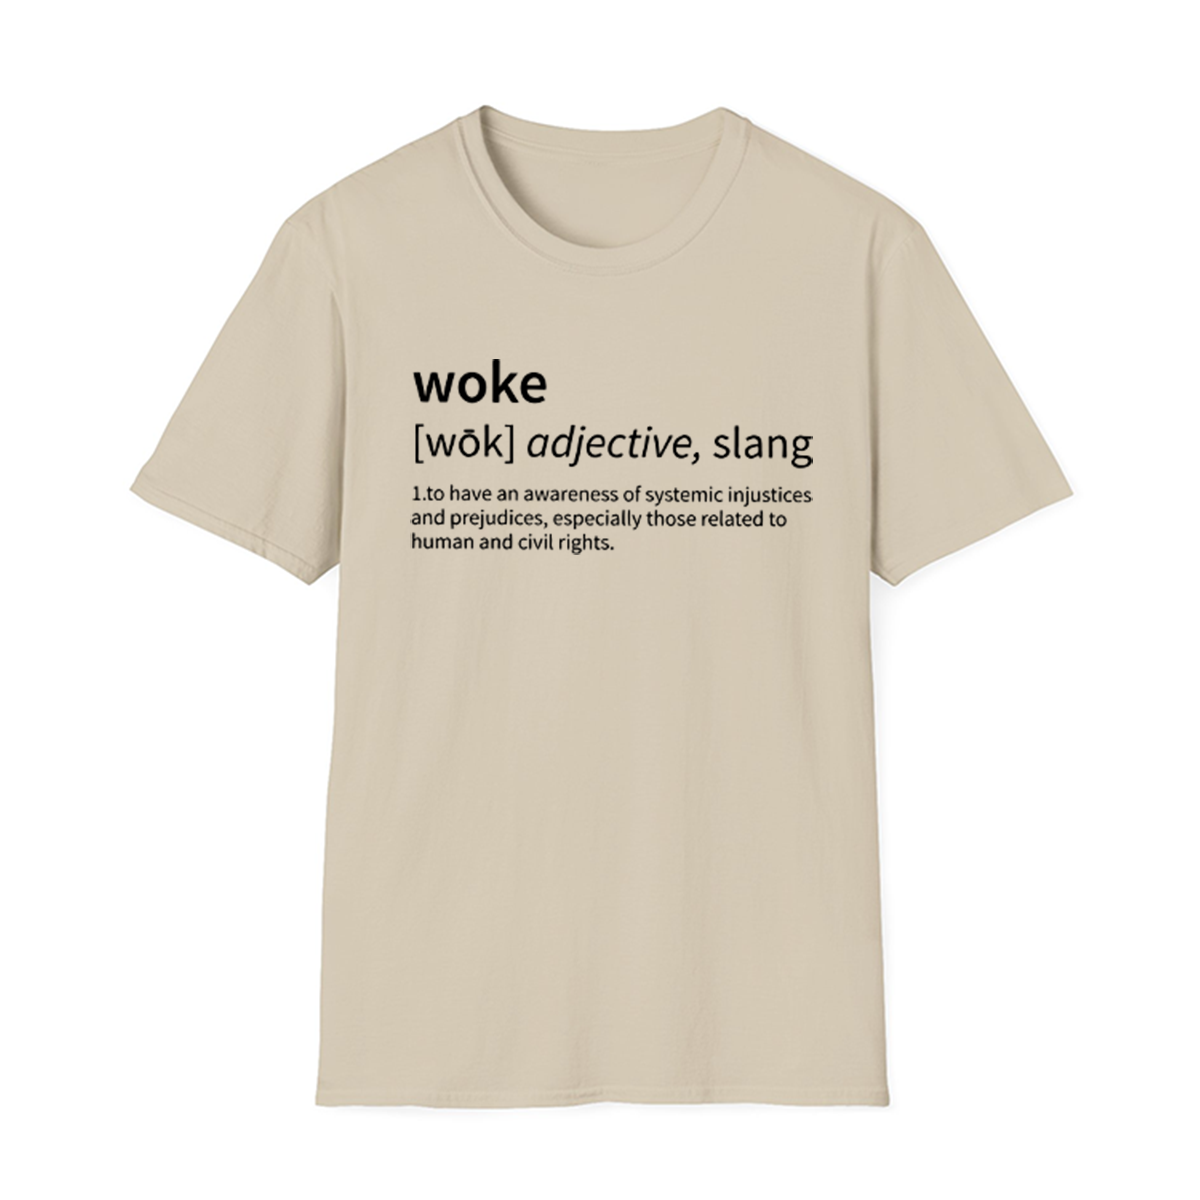 woke
[wōk] adjective, slang
1.to have an awareness of systemic injustices
and prejudices, especially those related to
human and civil rights.